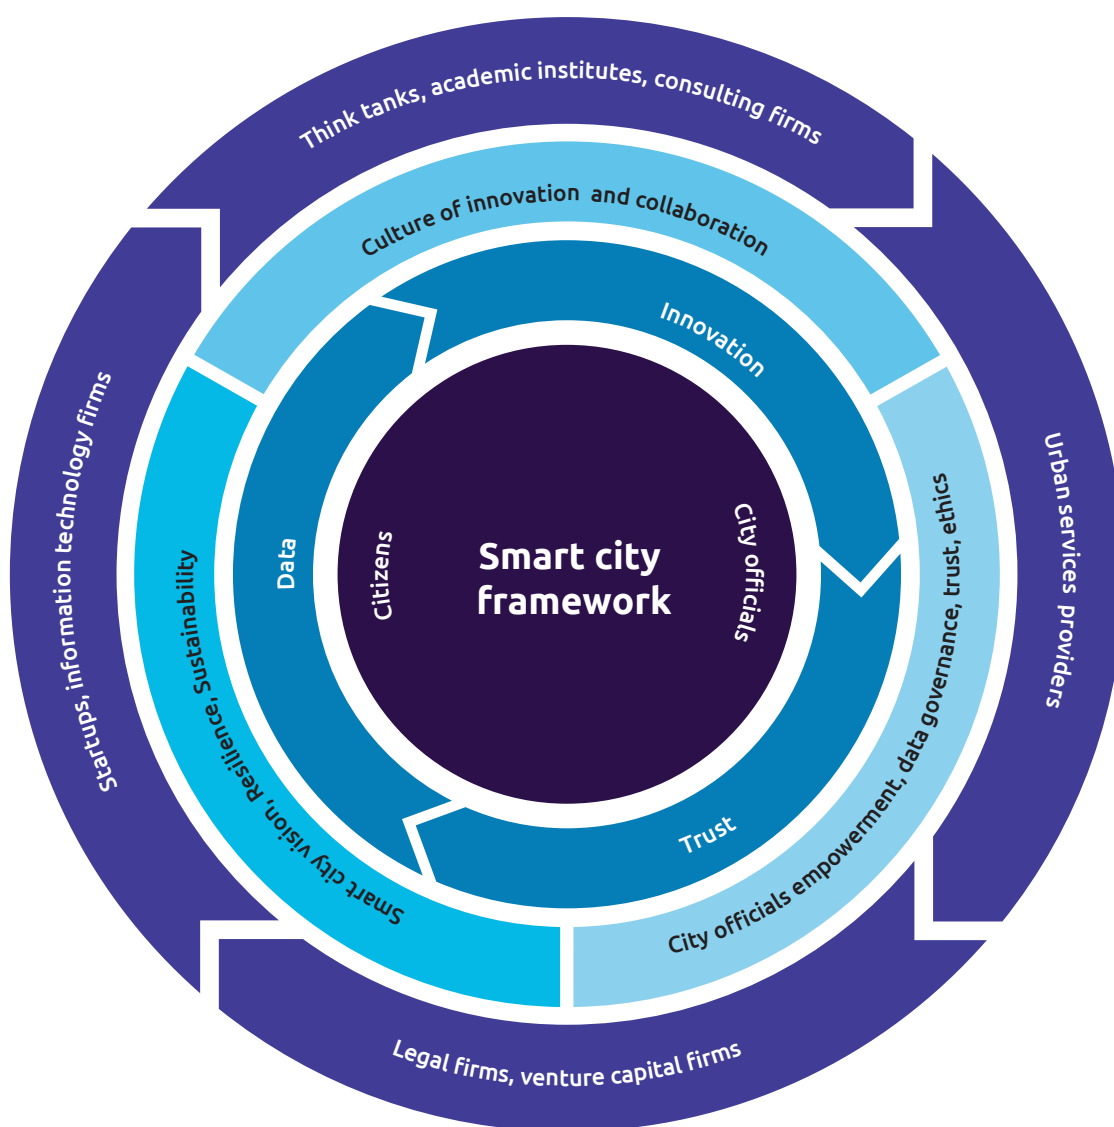 Think tanks, academic institutes, consulting firms
Culture of innovation and collaboration
Innovation
Startups, information technology firms
Smart city vision, Resilience, Sustainability
Data
Citizens
Smart city
framework
City officials
City officials empowerment, data governance, trust, ethics
Urban services providers
Trust
Legal firms, venture capital firms